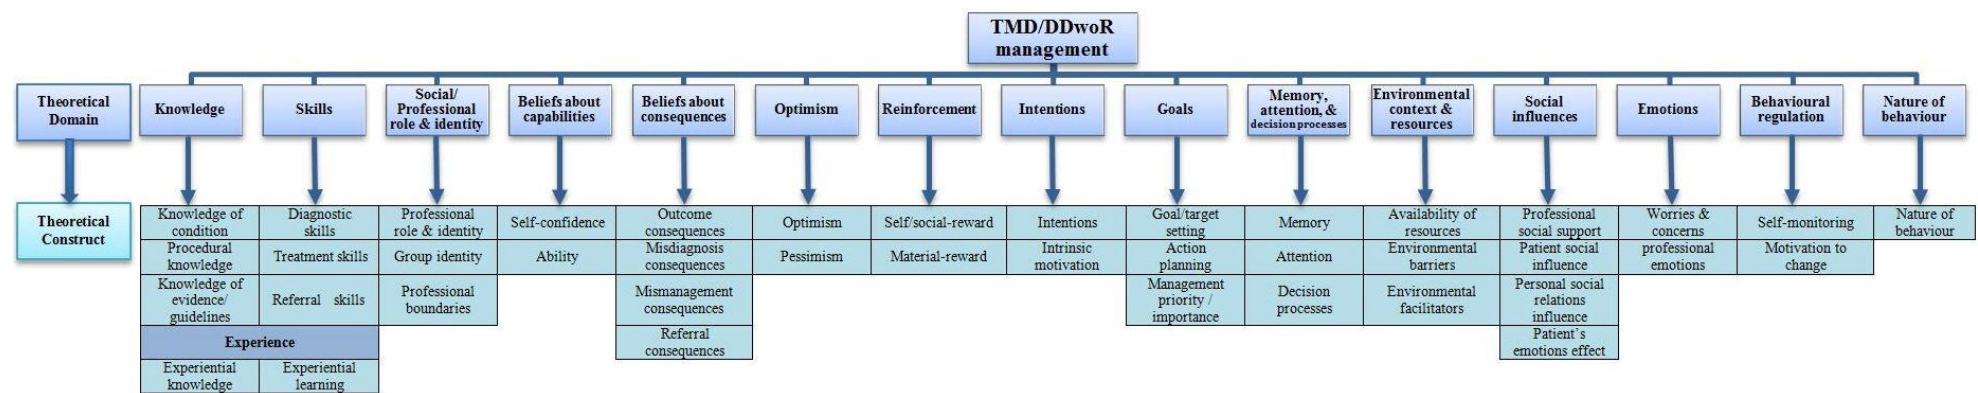 TMD/DDwoR
management
Theoretical
Domain
Knowledge
Skills
Social/
Professional
role & identity
Beliefs about
capabilities
Beliefs about
consequences
Optimism
Reinforcement
Intentions
Goals
Memory,
attention, &
decision processes
Environmental
context &
resources
Social
influences
Emotions
Behavioural
regulation
Nature of
behaviour
Theoretical
Construct
Knowledge of
condition
Procedural
knowledge
Knowledge of
evidence/
guidelines
Diagnostic
skills
Treatment skills
Referral skills
Experience
Experiential
knowledge
Experiential
learning
Professional
role & identity
Group identity
Professional
boundaries
Self-confidence
Ability
Outcome
consequences
Misdiagnosis
consequences
Mismanagement
consequences
Referral
consequences
Optimism
Pessimism
Self/social-reward
Material-reward
Intentions
Intrinsic
motivation
Goal/target
setting
Action
planning
Management
priority /
importance
Memory
Attention
Decision
processes
Availability of
resources
Environmental
barriers
Environmental
facilitators
Professional
social support
Patient social
influence
Personal social
relations
influence
Patient's
emotions effect
Worries &
concerns
professional
emotions
Self-monitoring
Motivation to
change
Nature of
behaviour